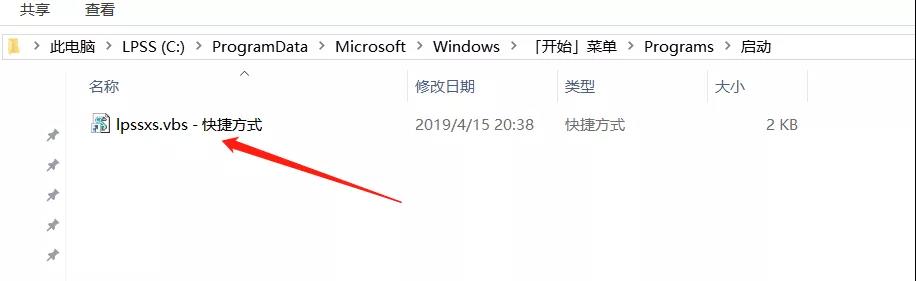 共享 查看
此电脑 > LPSS (C:) > ProgramData > Microsoft > Windows > 「开始」菜单 > Programs > 启动
名称 修改日期 类型 大小
lpssxs.vbs - 快捷方式 2019/4/15 20:38 快捷方式 2 KB